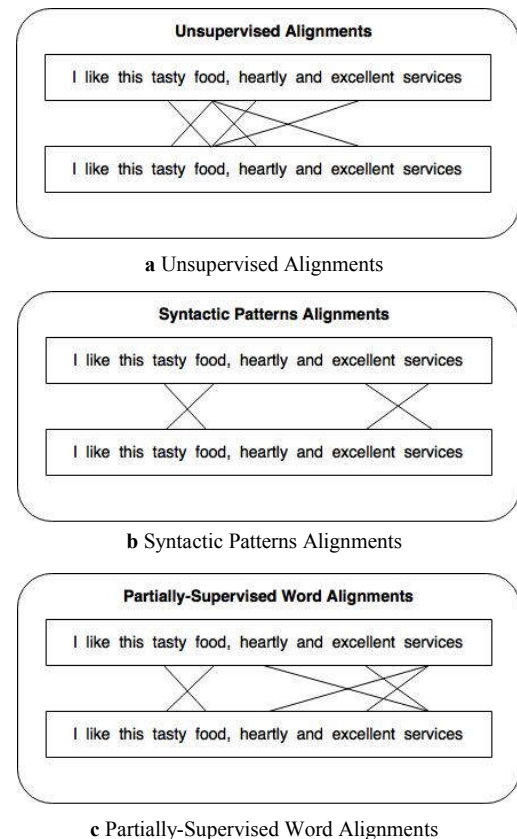 Unsupervised Alignments
I like this tasty food, heartly and excellent services
I like this tasty food, heartly and excellent services
a Unsupervised Alignments
Syntactic Patterns Alignments
I like this tasty food, heartly and excellent services
I like this tasty food, heartly and excellent services
b Syntactic Patterns Alignments
Partially-Supervised Word Alignments
I like this tasty food, heartly and excellent services
I like this tasty food, heartly and excellent services
c Partially-Supervised Word Alignments